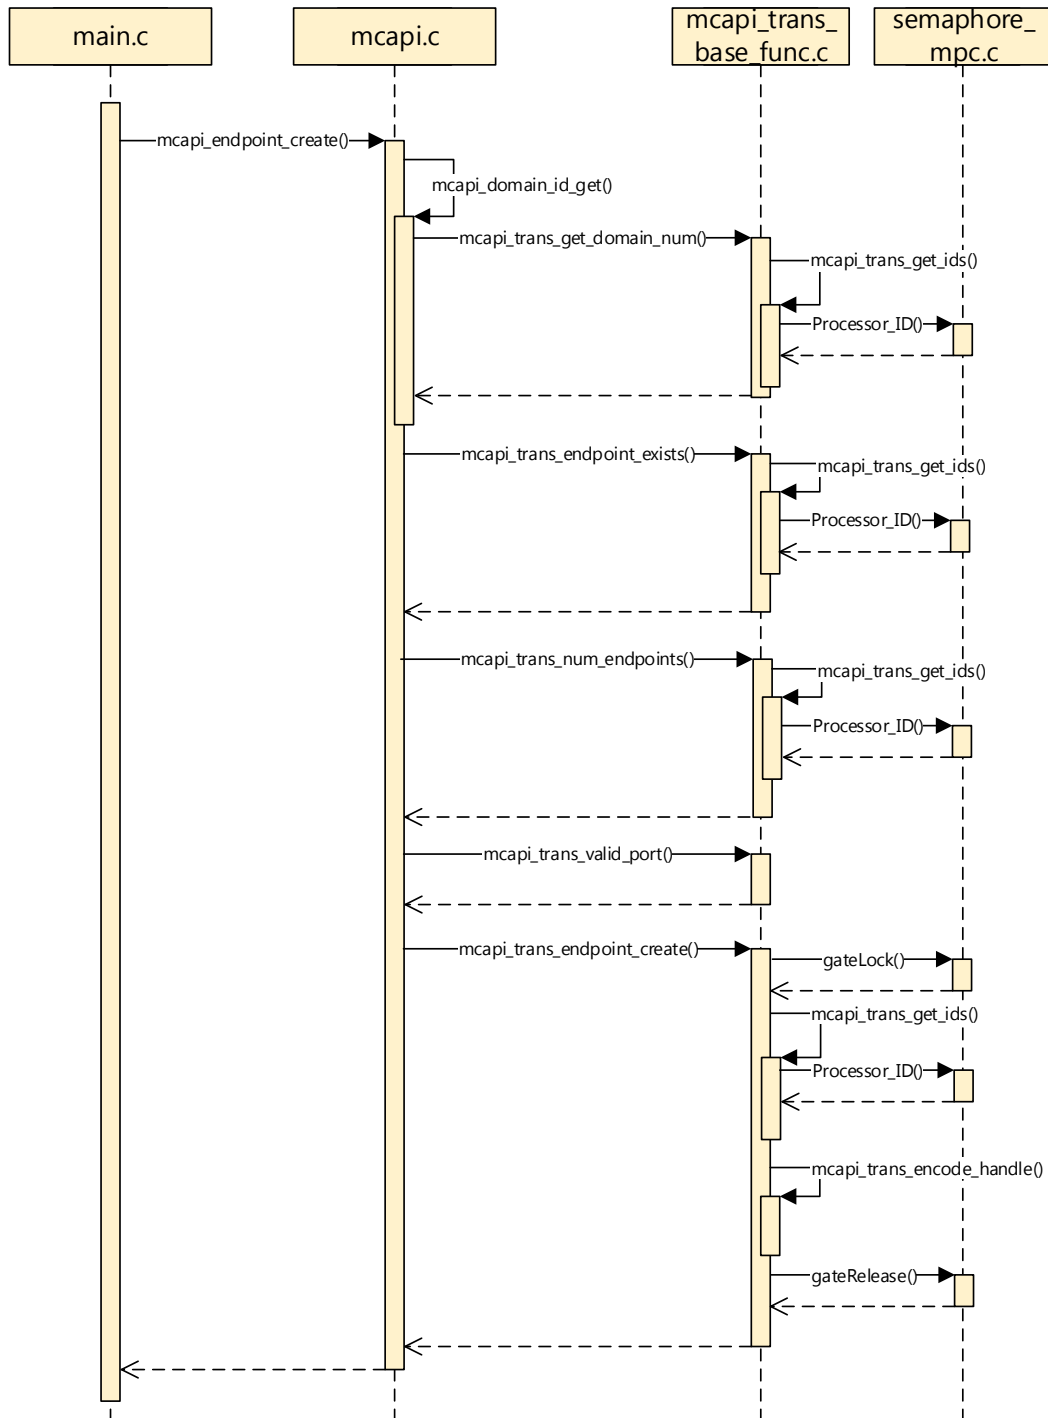 main.c
mcapi.c
mcapi_trans_
base_func.c
semaphore_
mpc.c
mcapi_endpoint_create()
mcapi_domain_id_get()
mcapi_trans_get_domain_num()
mcapi_trans_get_ids()
Processor_ID()
mcapi_trans_endpoint_exists()
mcapi_trans_get_ids()
Processor_ID()
mcapi_trans_num_endpoints()
mcapi_trans_get_ids()
Processor_ID()
mcapi_trans_valid_port()
mcapi_trans_endpoint_create()
gateLock()
mcapi_trans_get_ids()
Processor_ID()
mcapi_trans_encode_handle()
gateRelease()